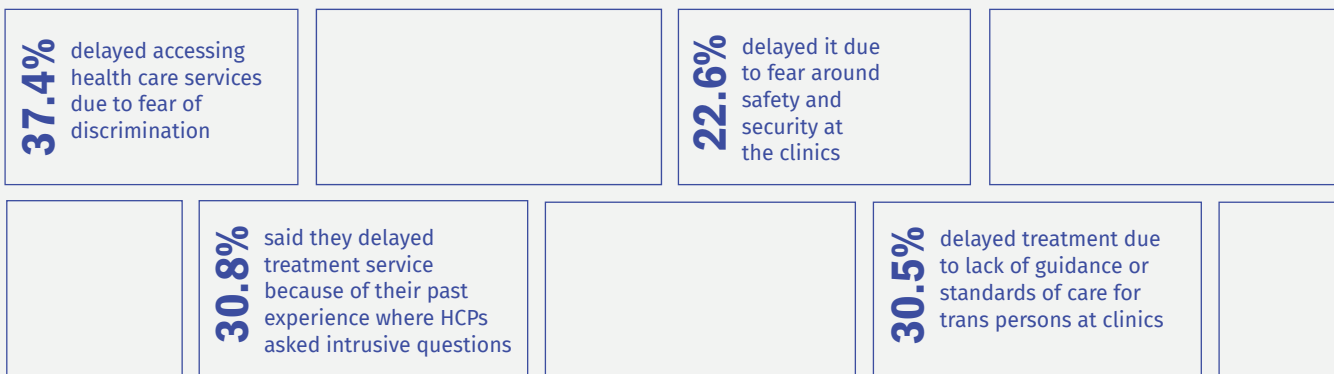 37.4%
delayed accessing
health care services
due to fear of
discrimination
22.6%
delayed it due
to fear around
safety and
security at
the clinics
30.8%
said they delayed
treatment service
because of their past
experience where HCPs
asked intrusive questions
30.5%
delayed treatment due
to lack of guidance or
standards of care for
trans persons at clinics